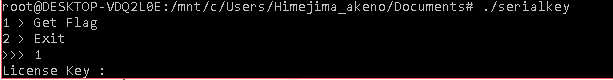 root@DESKTOP-VDQ2L0E:/mnt/c/Users/Himejima_akeno/Documents# ./serialkey
1 > Get Flag
2 > Exit
>>> 1
License Key :